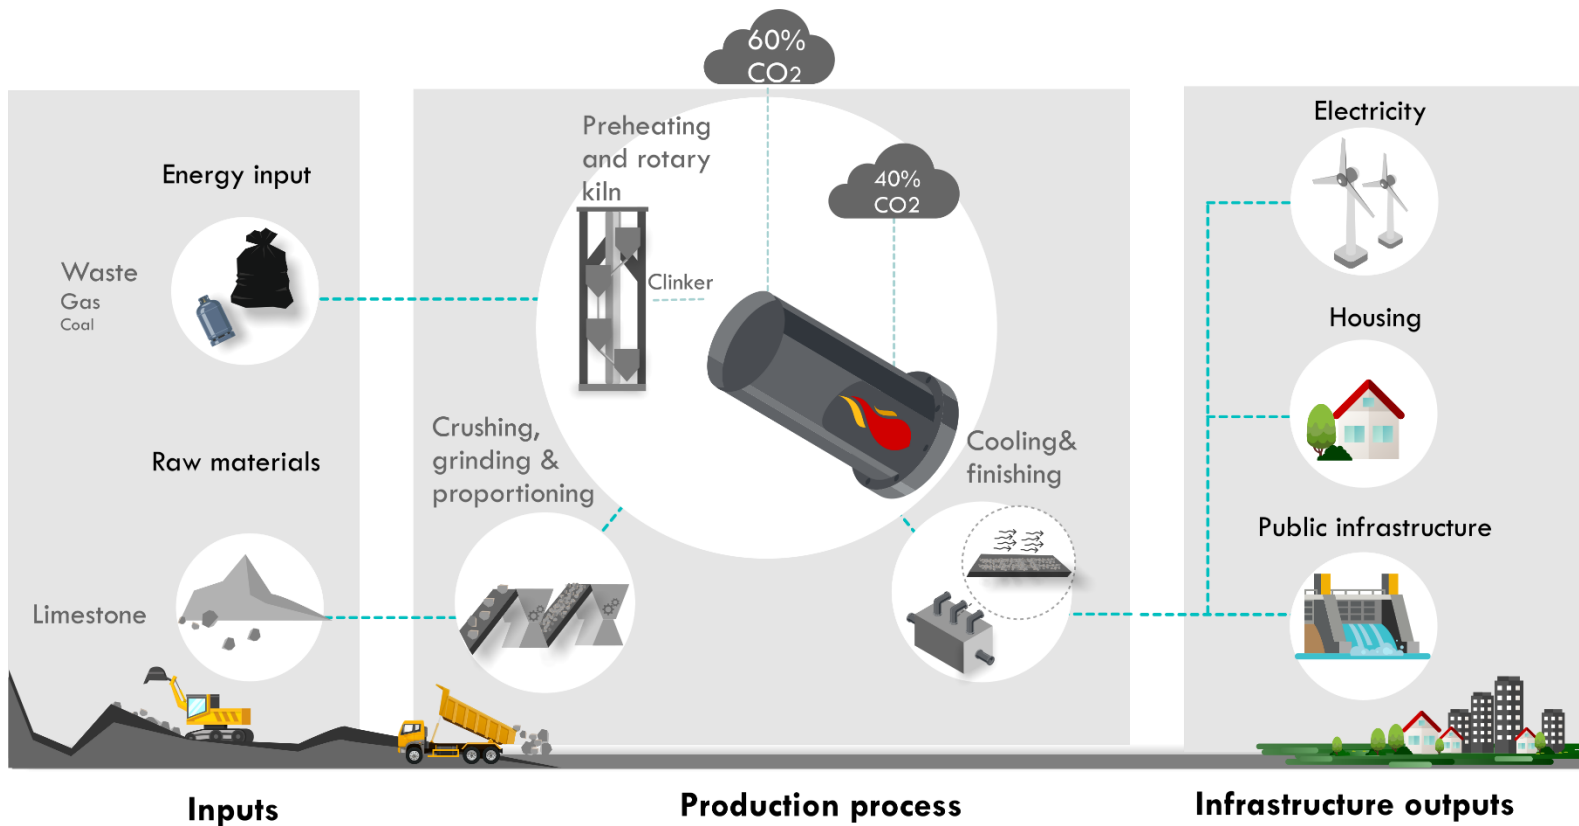 60%
CO2
Preheating
and rotary
kiln
40%
CO2
Clinker
Energy input
Waste
Gas
Coal
Raw materials
Limestone
Crushing,
grinding &
proportioning
Cooling&
finishing
Electricity
Housing
Public infrastructure
Inputs
Production process
Infrastructure outputs